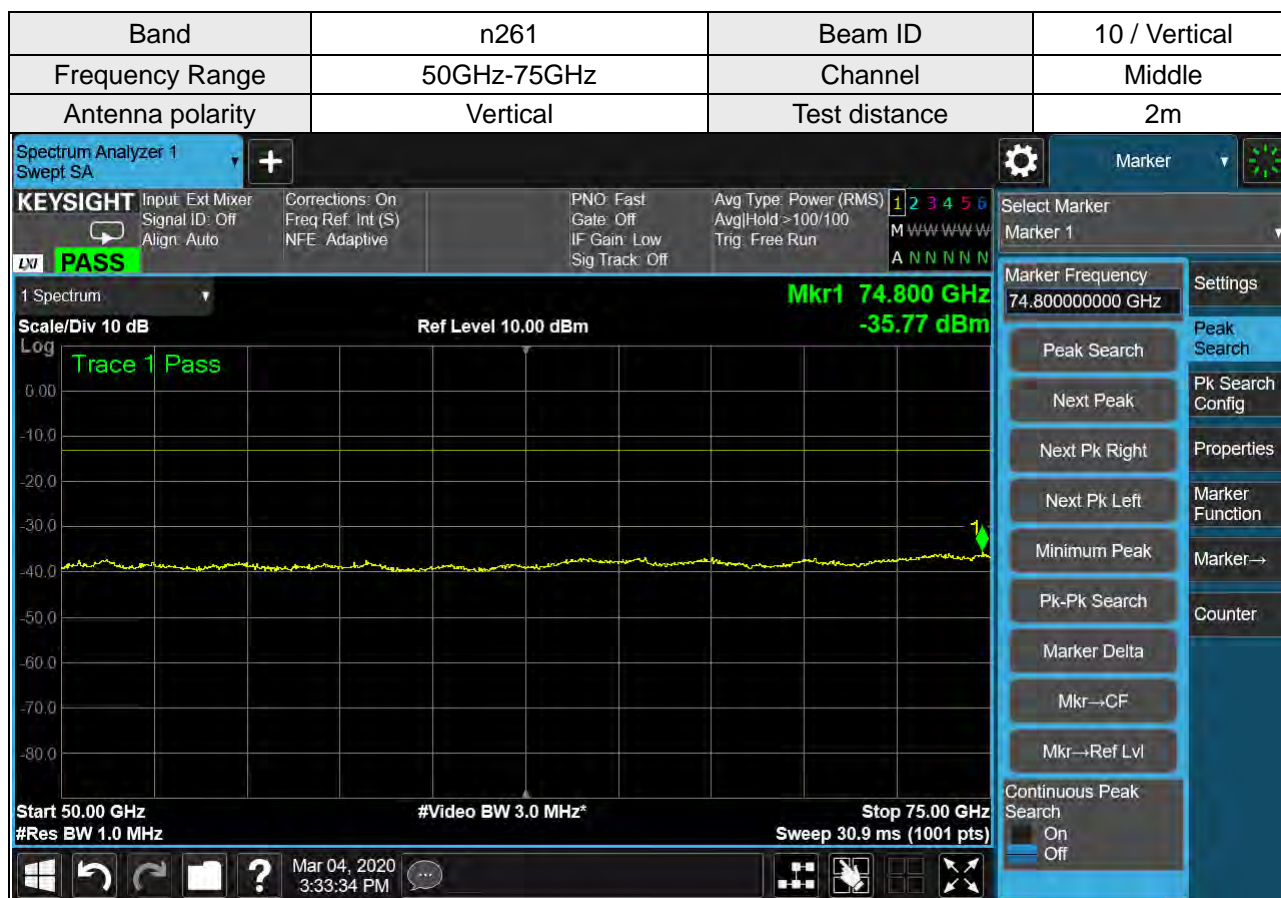 Band n261 Beam ID 10 / Vertical
Frequency Range 50GHz-75GHz Channel Middle
Antenna polarity Vertical Test distance 2m
Spectrum Analyzer 1
Swept SA
+
Marker
KEYSIGHT
Input: Ext Mixer
Signal ID: Off
Align: Auto
Corrections: On
Freq Ref: Int (S)
NFE: Adaptive
PNO: Fast
Gate: Off
IF Gain: Low
Sig Track: Off
Avg Type: Power (RMS)
Avg|Hold:>100/100
Trig: Free Run
1 2 3 4 5 6
M W W W W W
A N N N N N
LXI PASS
Select Marker
Marker 1
1 Spectrum
Mkr1 74.800 GHz
-35.77 dBm
Scale/Div 10 dB
Ref Level 10.00 dBm
Log
Trace 1 Pass
0.00
-10.0
-20.0
-30.0
-40.0
-50.0
-60.0
-70.0
-80.0
1
Start 50.00 GHz
#Video BW 3.0 MHz*
Stop 75.00 GHz
#Res BW 1.0 MHz
Sweep 30.9 ms (1001 pts)
Marker Frequency
74.800000000 GHz
Peak Search
Next Peak
Next Pk Right
Next Pk Left
Minimum Peak
Pk-Pk Search
Marker Delta
Mkr→CF
Mkr→Ref Lvl
Continuous Peak
Search
On
Off
Settings
Peak
Search
Pk Search
Config
Properties
Marker
Function
Marker→
Counter
?
Mar 04, 2020
3:33:34 PM